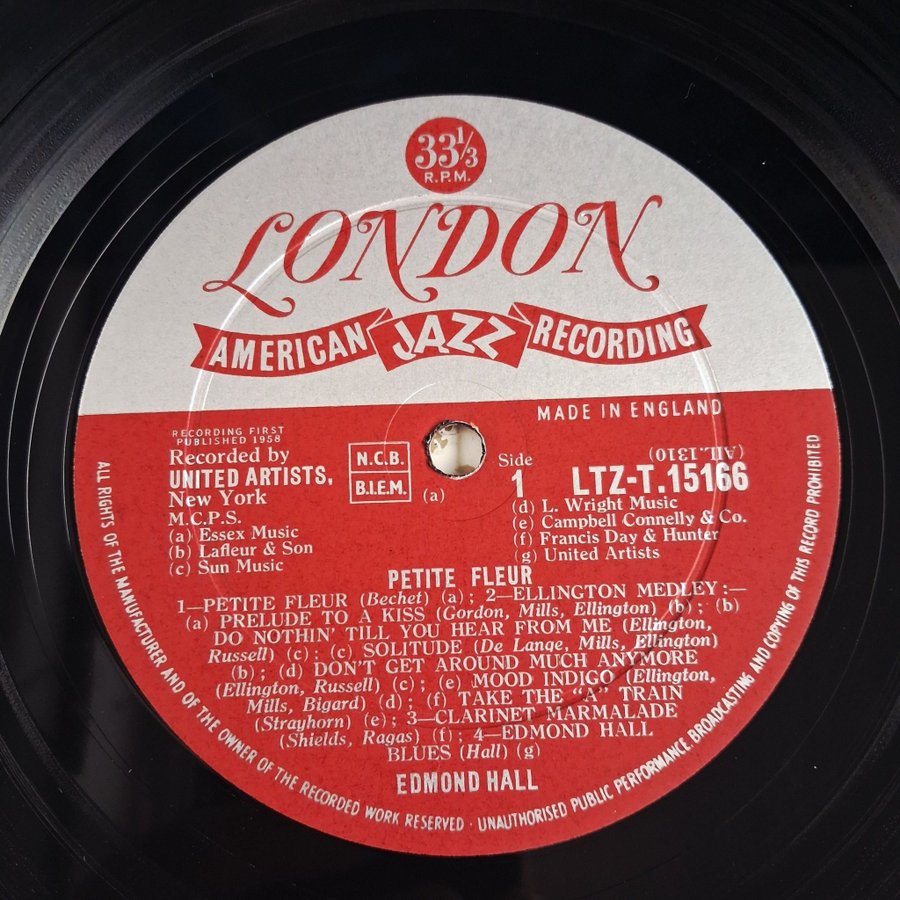 33⅓
R.P.M.
LONDON
AMERICAN JAZZ RECORDING
MADE IN ENGLAND
RECORDING FIRST
PUBLISHED 1958
Recorded by
UNITED ARTISTS,
New York
M.C.P.S.
(a) Essex Music
(b) Lafleur & Son
(c) Sun Music
N.C.B.
B.I.E.M.
(a)
Side
1
(AIL.1310)
LTZ-T.15166
(d) L. Wright Music
(e) Campbell Connelly & Co.
(f) Francis Day & Hunter
(g) United Artists
PETITE FLEUR
1—PETITE FLEUR (Bechet) (a) ; 2—ELLINGTON MEDLEY:—
(a) PRELUDE TO A KISS (Gordon, Mills, Ellington) (b) ; (b)
DO NOTHIN' TILL YOU HEAR FROM ME (Ellington,
Russell) (c) ; (c) SOLITUDE (De Lange, Mills, Ellington)
(b) ; (d) DON'T GET AROUND MUCH ANYMORE
(Ellington, Russell) (c) ; (e) MOOD INDIGO (Ellington,
Mills, Bigard) (d) ; (f) TAKE THE "A" TRAIN
(Strayhorn) (e) ; 3—CLARINET MARMALADE
(Shields, Ragas) (f) ; 4—EDMOND HALL
BLUES (Hall) (g)
EDMOND HALL
ALL RIGHTS OF THE MANUFACTURER AND OF THE OWNER OF THE RECORDED WORK RESERVED · UNAUTHORISED PUBLIC PERFORMANCE BROADCASTING AND COPYING OF THIS RECORD PROHIBITED